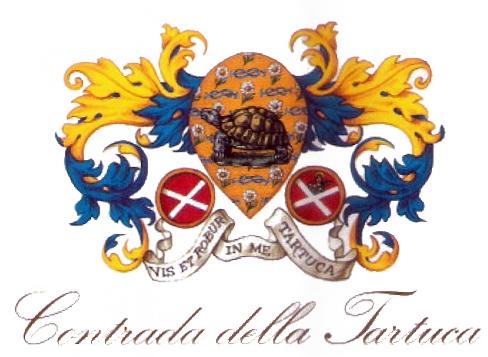 VIS ET ROBUR IN ME TARTUCA
Contrada della Tartuca